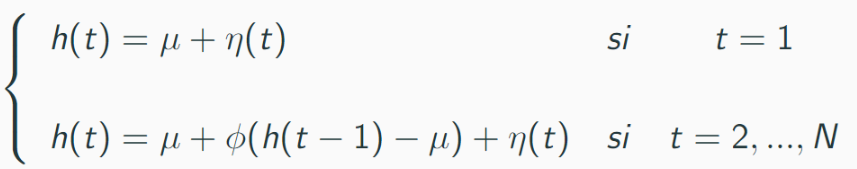 h(t) = μ + η(t) si t = 1
h(t) = μ + ϕ(h(t − 1) − μ) + η(t) si t = 2, ..., N